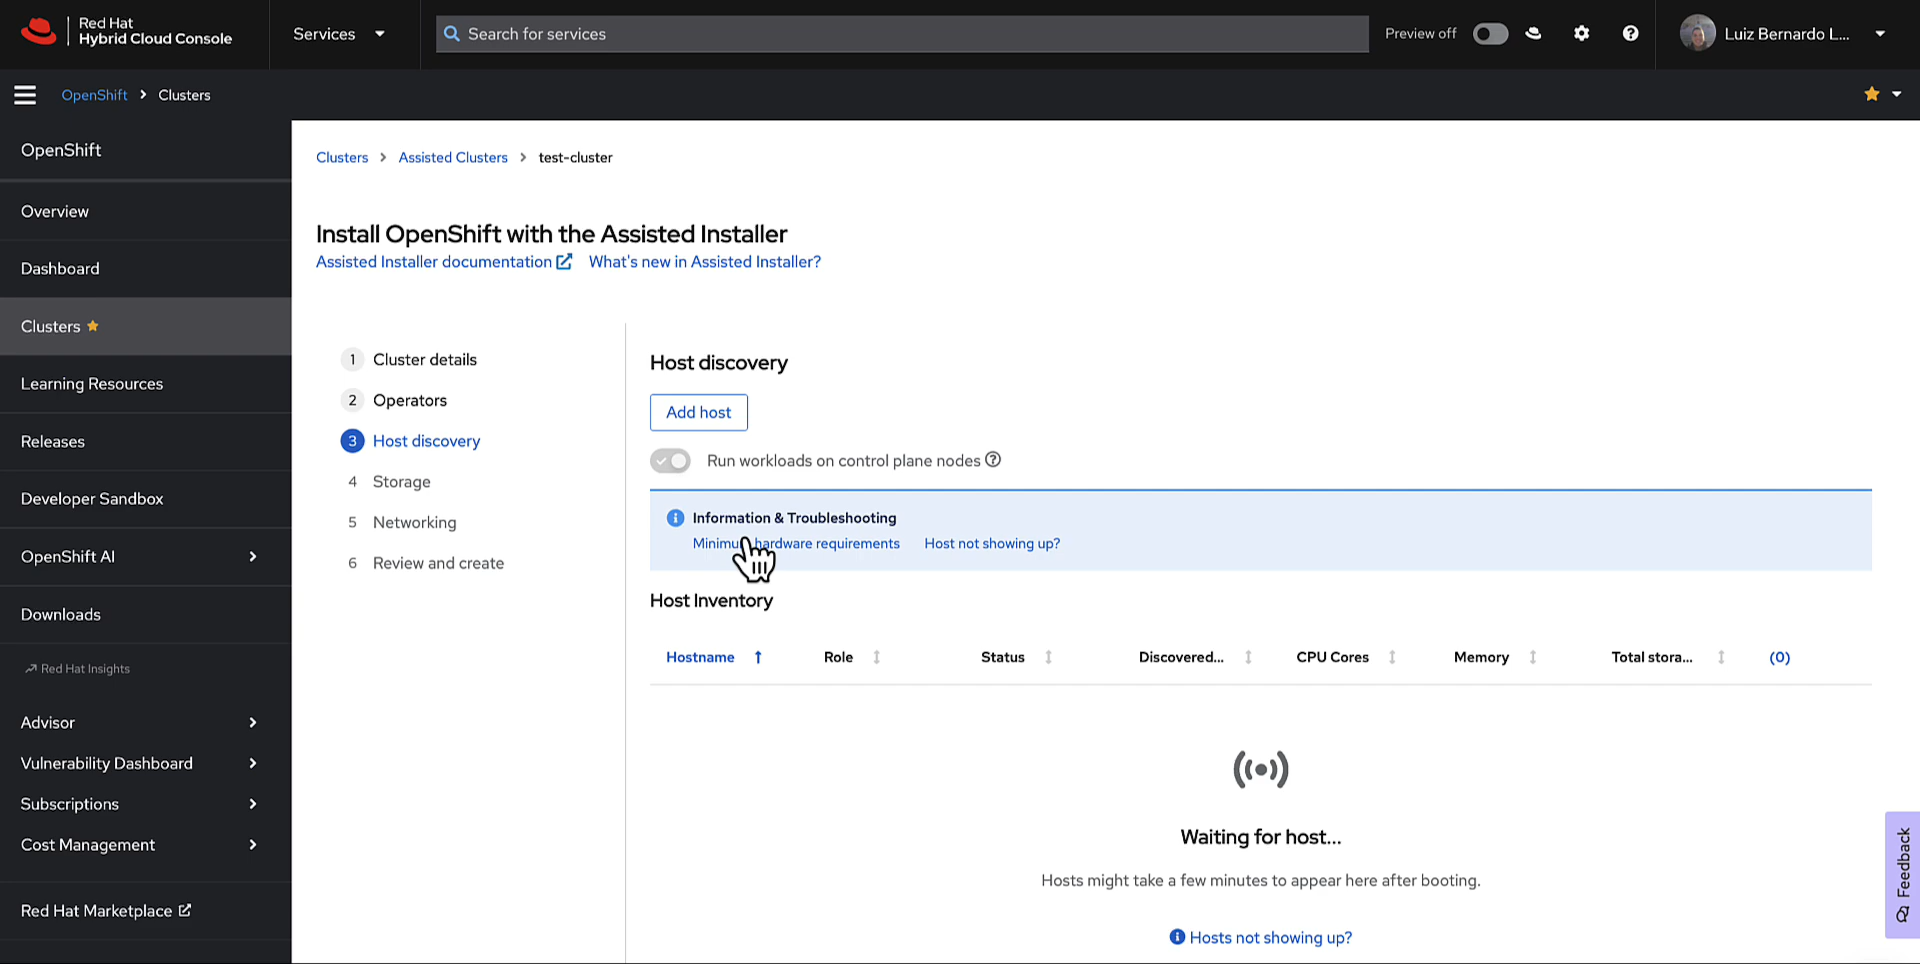 Red Hat
Hybrid Cloud Console
Services
Search for services
Preview off
Luiz Bernardo L...
OpenShift
Clusters
OpenShift
Overview
Dashboard
Clusters
Learning Resources
Releases
Developer Sandbox
OpenShift AI
Downloads
Red Hat Insights
Advisor
Vulnerability Dashboard
Subscriptions
Cost Management
Red Hat Marketplace
Clusters
Assisted Clusters
test-cluster
Install OpenShift with the Assisted Installer
Assisted Installer documentation
What's new in Assisted Installer?
1 Cluster details
2 Operators
3 Host discovery
4 Storage
5 Networking
6 Review and create
Host discovery
Add host
Run workloads on control plane nodes
Information & Troubleshooting
Minimum hardware requirements
Host not showing up?
Host Inventory
Hostname Role Status Discovered... CPU Cores Memory Total stora... (0)
Waiting for host...
Hosts might take a few minutes to appear here after booting.
Hosts not showing up?
Feedback